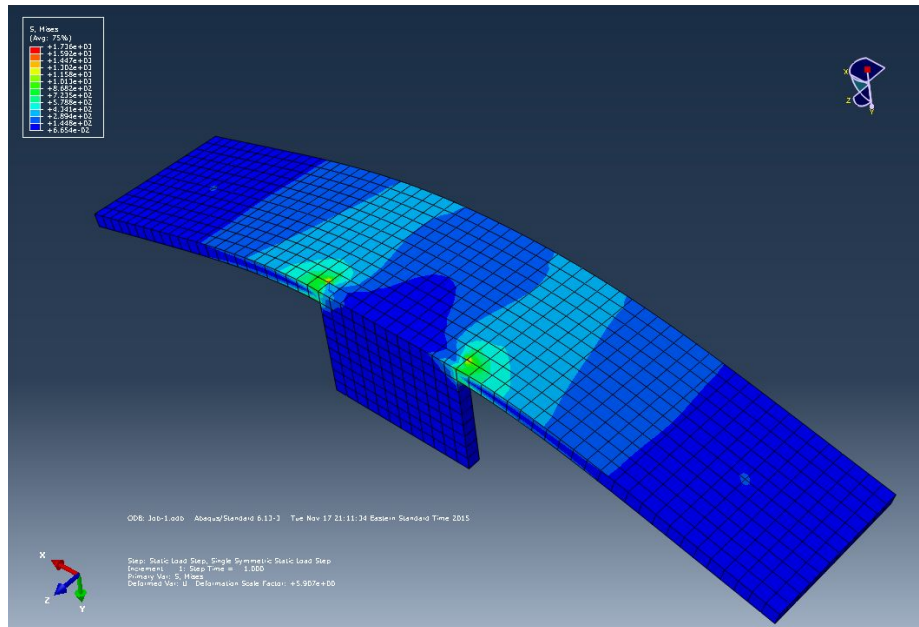 S, Mises
(Avg: 75%)
+1.736e+03
+1.592e+03
+1.447e+03
+1.302e+03
+1.158e+03
+1.013e+03
+8.682e+02
+7.235e+02
+5.788e+02
+4.341e+02
+2.894e+02
+1.448e+02
+6.654e-02
X
Z
Y
ODB: Job-1.odb Abaqus/Standard 6.13-3 Tue Nov 17 21:11:34 Eastern Standard Time 2015
X
Z
Y
Step: Static Load Step, Single Symmetric Static Load Step
Increment 1: Step Time = 1.000
Primary Var: S, Mises
Deformed Var: U Deformation Scale Factor: +5.907e+00